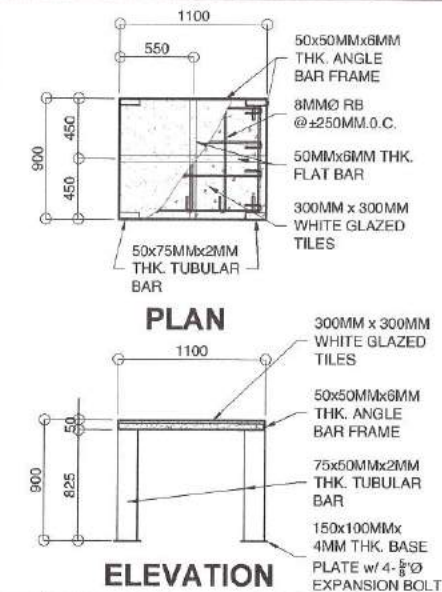 1100
550
50x50MMx6MM
THK. ANGLE
BAR FRAME
8MMØ RB
@±250MM.O.C.
50MMx6MM THK.
FLAT BAR
300MM x 300MM
WHITE GLAZED
TILES
900
450
450
50x75MMx2MM
THK. TUBULAR
BAR
PLAN
300MM x 300MM
WHITE GLAZED
TILES
1100
50x50MMx6MM
THK. ANGLE
BAR FRAME
900
50
825
75x50MMx2MM
THK. TUBULAR
BAR
150x100MMx
4MM THK. BASE
PLATE w/ 4-5/8"Ø
EXPANSION BOLT
ELEVATION